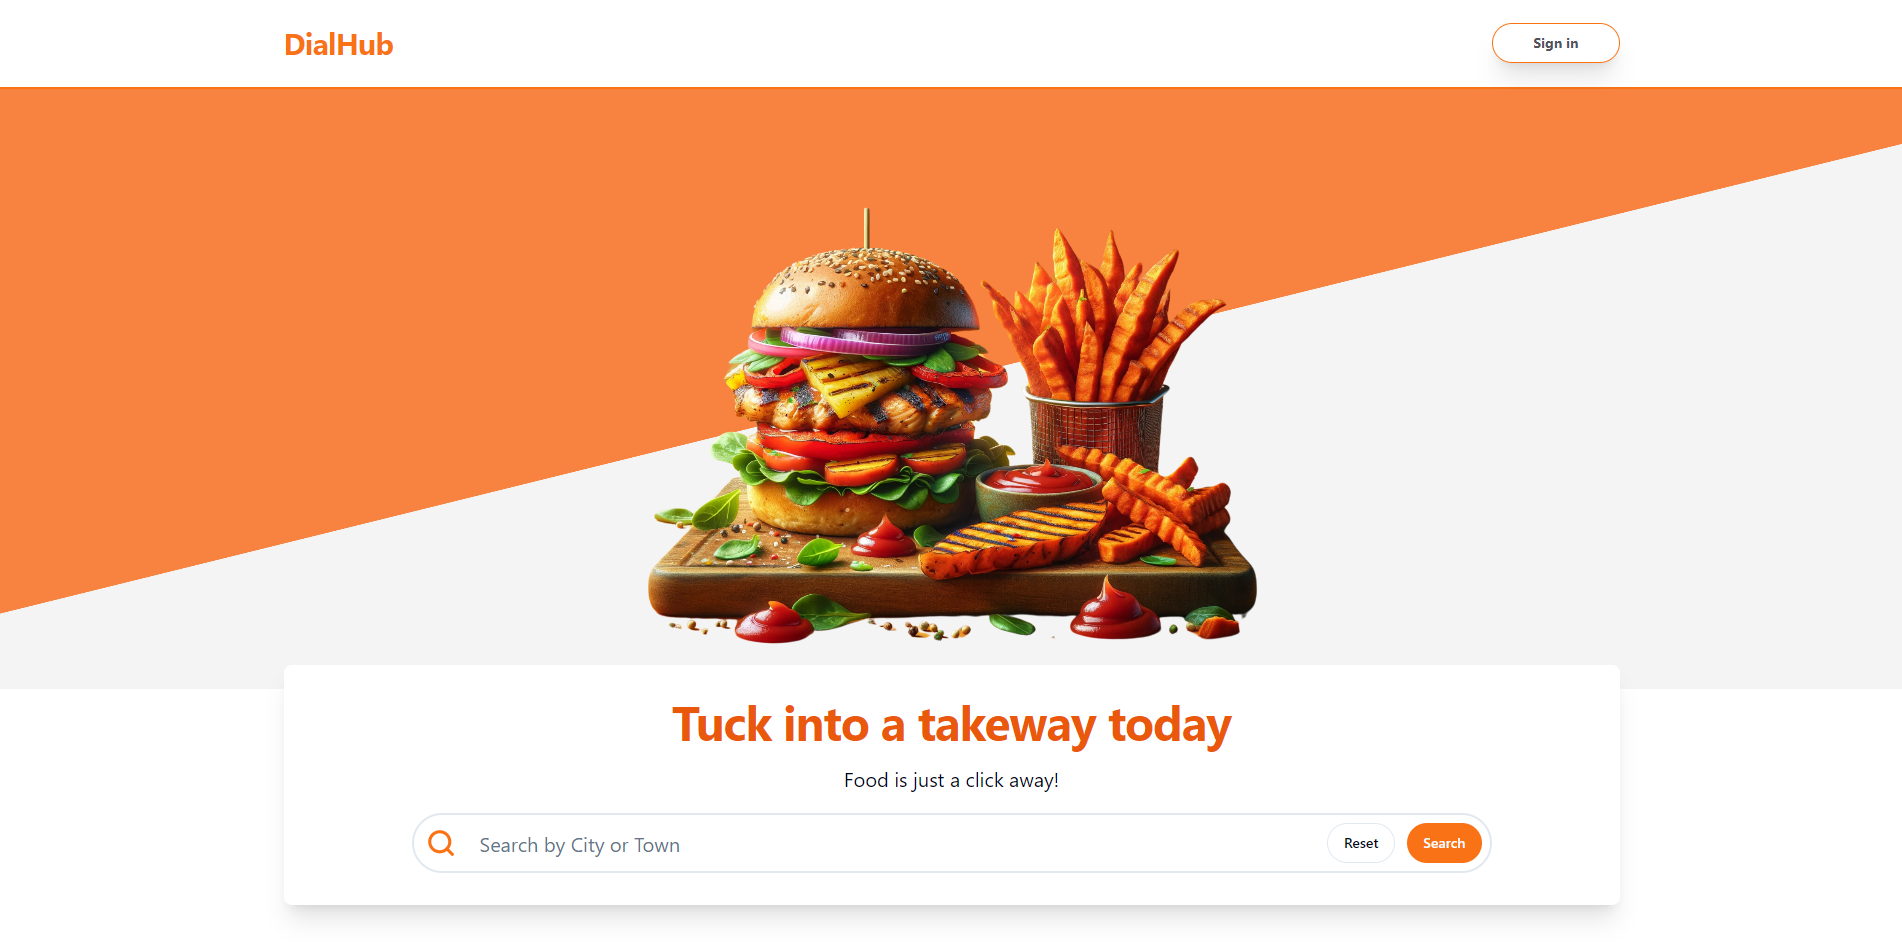 DialHub
Sign in
Tuck into a takeway today
Food is just a click away!
Search by City or Town
Reset
Search